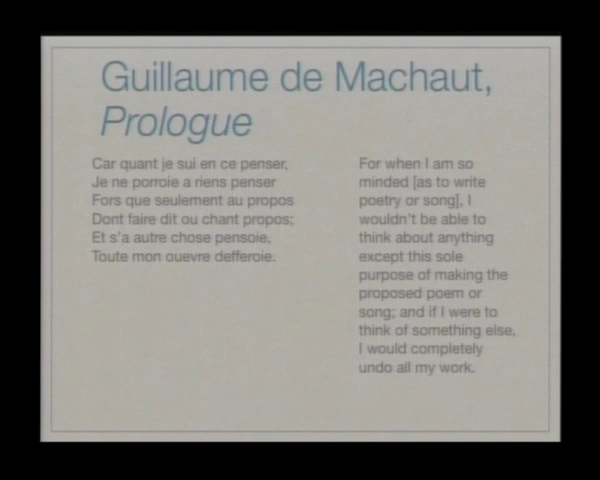 Guillaume de Machaut,
Prologue
Car quant je sui en ce penser,
Je ne porroie a riens penser
Fors que seulement au propos
Dont faire dit ou chant propos;
Et s'a autre chose pensoie,
Toute mon ouevre defferoie.
For when I am so
minded [as to write
poetry or song], I
wouldn't be able to
think about anything
except this sole
purpose of making the
proposed poem or
song; and if I were to
think of something else,
I would completely
undo all my work.